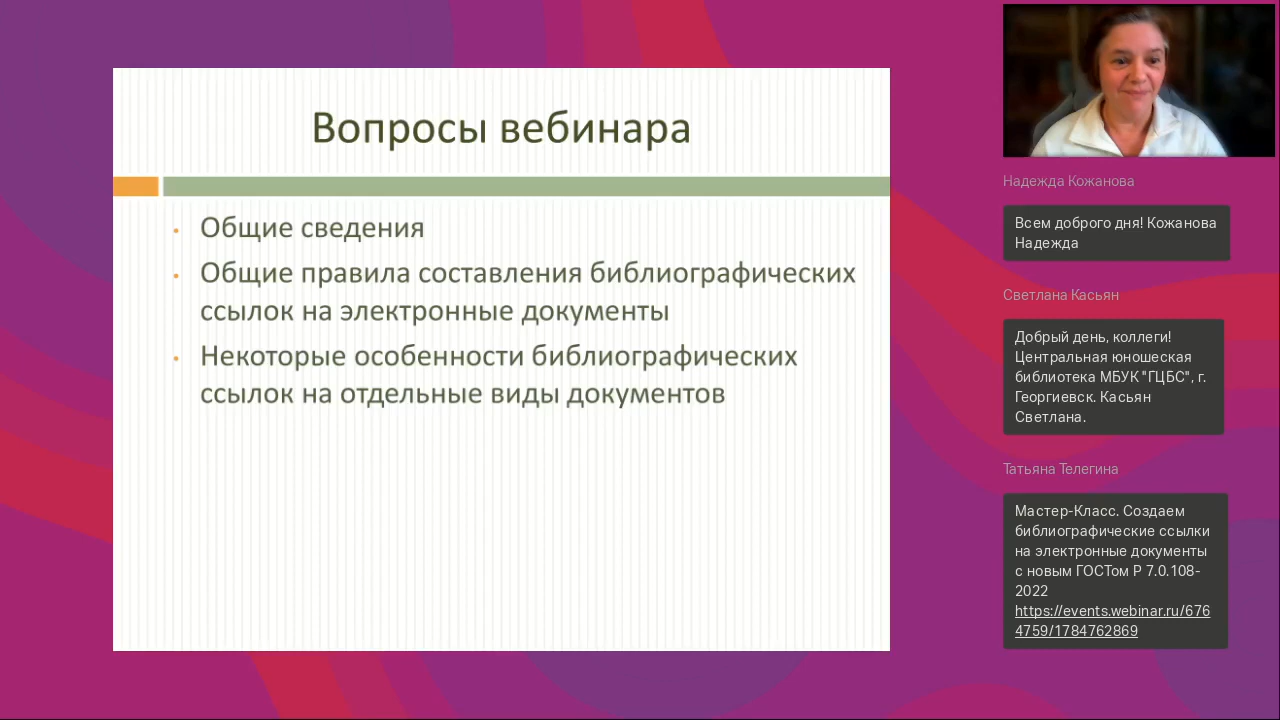 Вопросы вебинара
Общие сведения
Общие правила составления библиографических
ссылок на электронные документы
Некоторые особенности библиографических
ссылок на отдельные виды документов
Надежда Кожанова
Всем доброго дня! Кожанова
Надежда
Светлана Касьян
Добрый день, коллеги!
Центральная юношеская
библиотека МБУК "ГЦБС", г.
Георгиевск. Касьян
Светлана.
Татьяна Телегина
Мастер-Класс. Создаем
библиографические ссылки
на электронные документы
с новым ГОСТом Р 7.0.108-
2022
https://events.webinar.ru/676
4759/1784762869